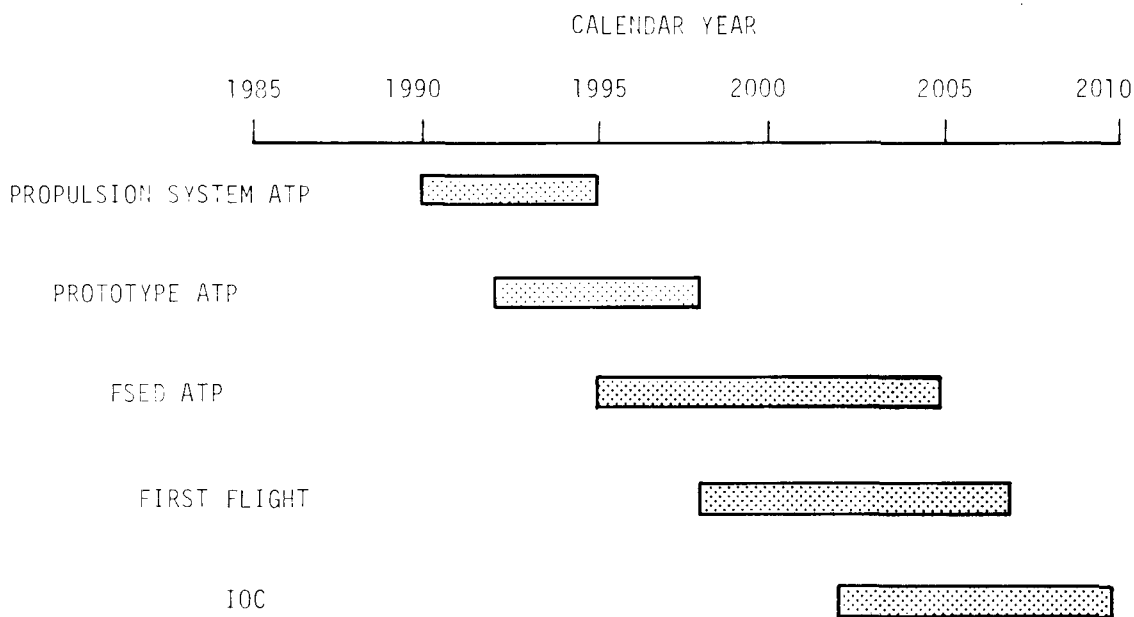 CALENDAR YEAR
1985 1990 1995 2000 2005 2010
PROPULSION SYSTEM ATP
PROTOTYPE ATP
FSED ATP
FIRST FLIGHT
IOC